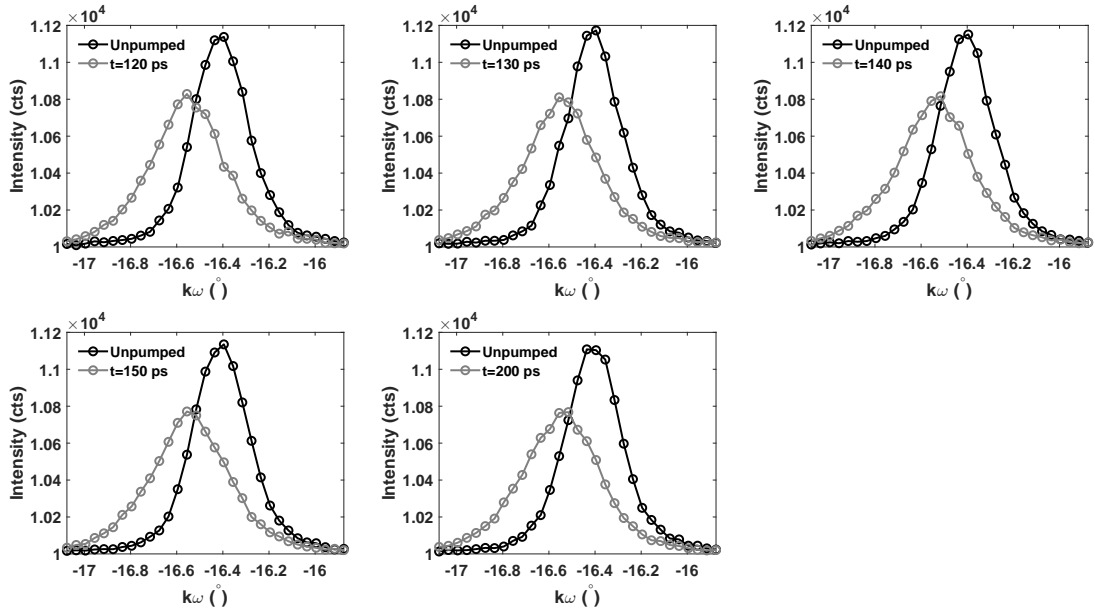 ×10⁴
1.12
1.1
1.08
1.06
1.04
1.02
1
Intensity (cts)
Unpumped
t=120 ps
-17 -16.8 -16.6 -16.4 -16.2 -16
kω (°)
×10⁴
1.12
1.1
1.08
1.06
1.04
1.02
1
Intensity (cts)
Unpumped
t=130 ps
-17 -16.8 -16.6 -16.4 -16.2 -16
kω (°)
×10⁴
1.12
1.1
1.08
1.06
1.04
1.02
1
Intensity (cts)
Unpumped
t=140 ps
-17 -16.8 -16.6 -16.4 -16.2 -16
kω (°)
×10⁴
1.12
1.1
1.08
1.06
1.04
1.02
1
Intensity (cts)
Unpumped
t=150 ps
-17 -16.8 -16.6 -16.4 -16.2 -16
kω (°)
×10⁴
1.12
1.1
1.08
1.06
1.04
1.02
1
Intensity (cts)
Unpumped
t=200 ps
-17 -16.8 -16.6 -16.4 -16.2 -16
kω (°)